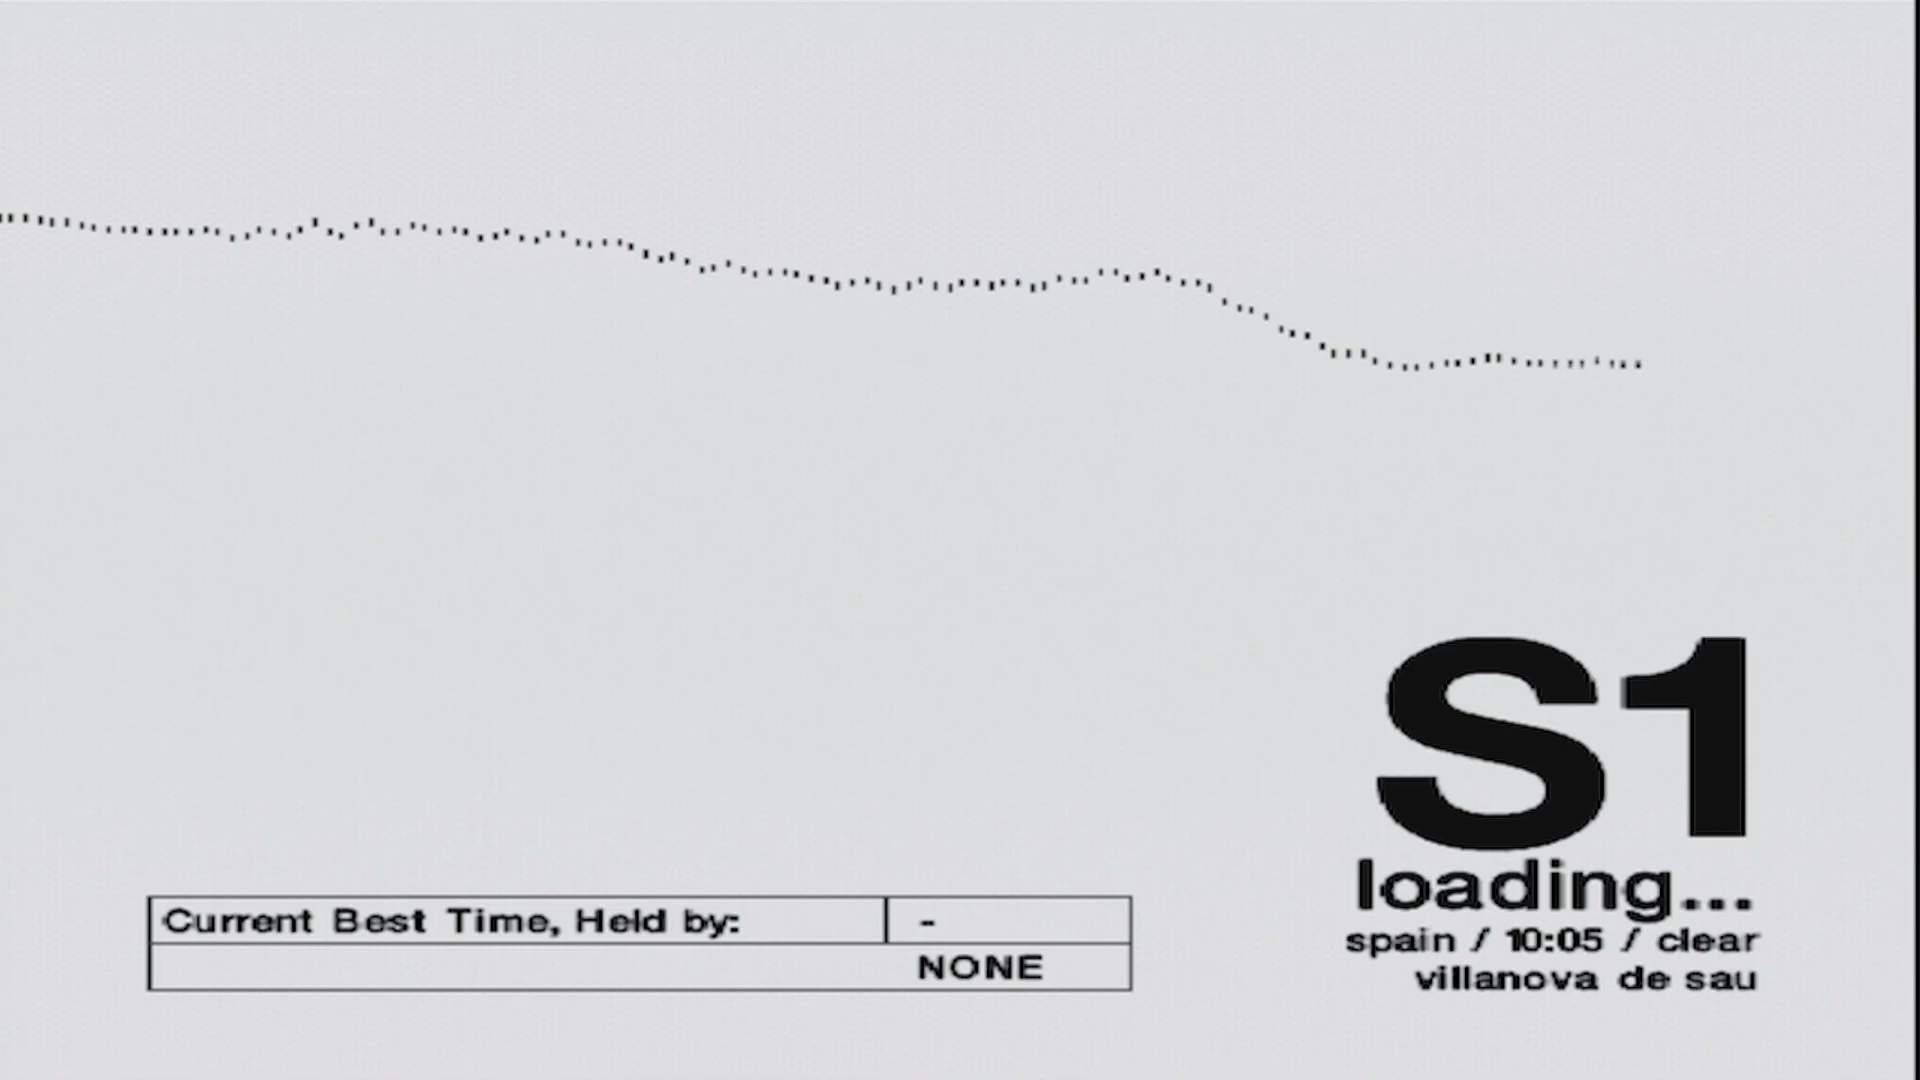 S1
loading...
spain / 10:05 / clear
villanova de sau
Current Best Time, Held by: -
NONE